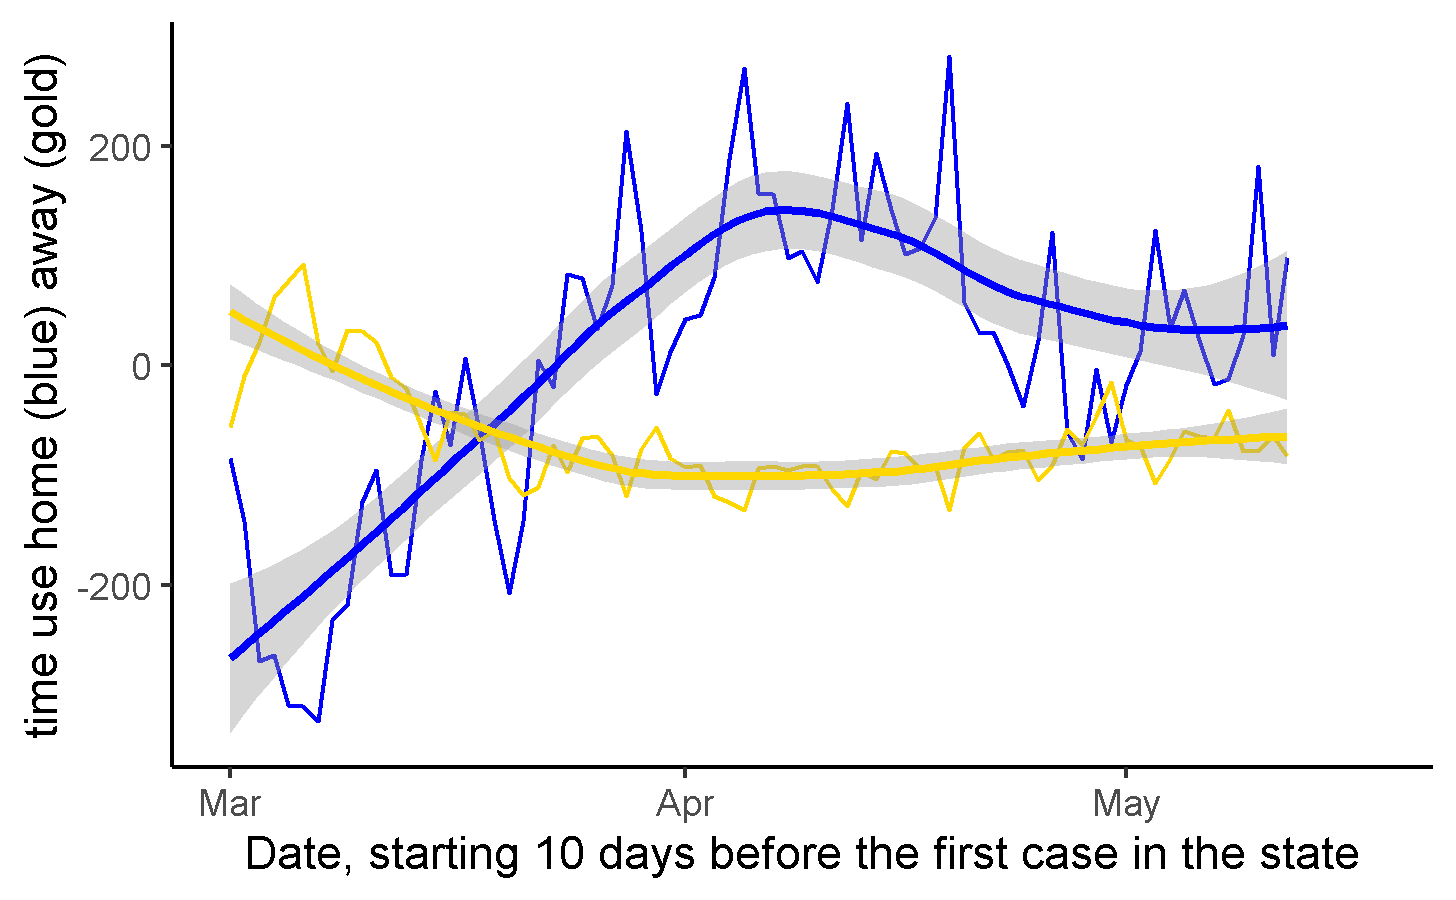 time use home (blue) away (gold)
200
0
-200
Mar Apr May
Date, starting 10 days before the first case in the state